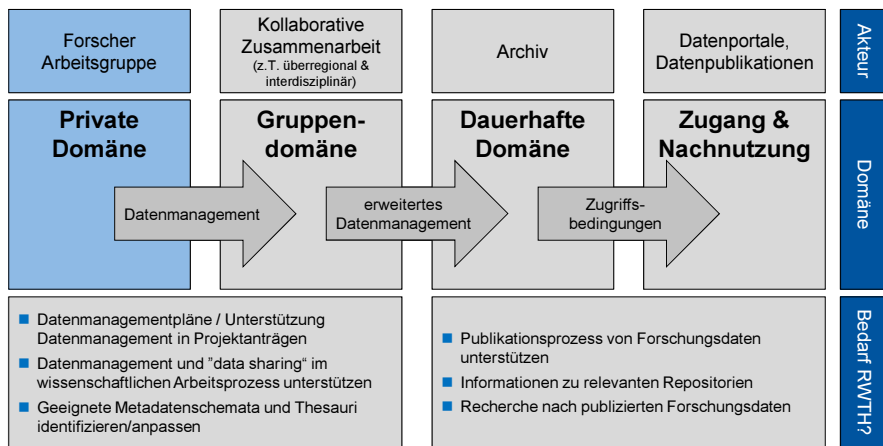 Forscher
Arbeitsgruppe
Kollaborative
Zusammenarbeit
(z.T. überregional &
interdisziplinär)
Archiv
Datenportale,
Datenpublikationen
Akteur
Private
Domäne
Gruppen-
domäne
Dauerhafte
Domäne
Zugang &
Nachnutzung
Domäne
Datenmanagement
erweitertes
Datenmanagement
Zugriffs-
bedingungen
Datenmanagementpläne / Unterstützung
Datenmanagement in Projektanträgen
Datenmanagement und ”data sharing“ im
wissenschaftlichen Arbeitsprozess unterstützen
Geeignete Metadatenschemata und Thesauri
identifizieren/anpassen
Publikationsprozess von Forschungsdaten
unterstützen
Informationen zu relevanten Repositorien
Recherche nach publizierten Forschungsdaten
Bedarf RWTH?